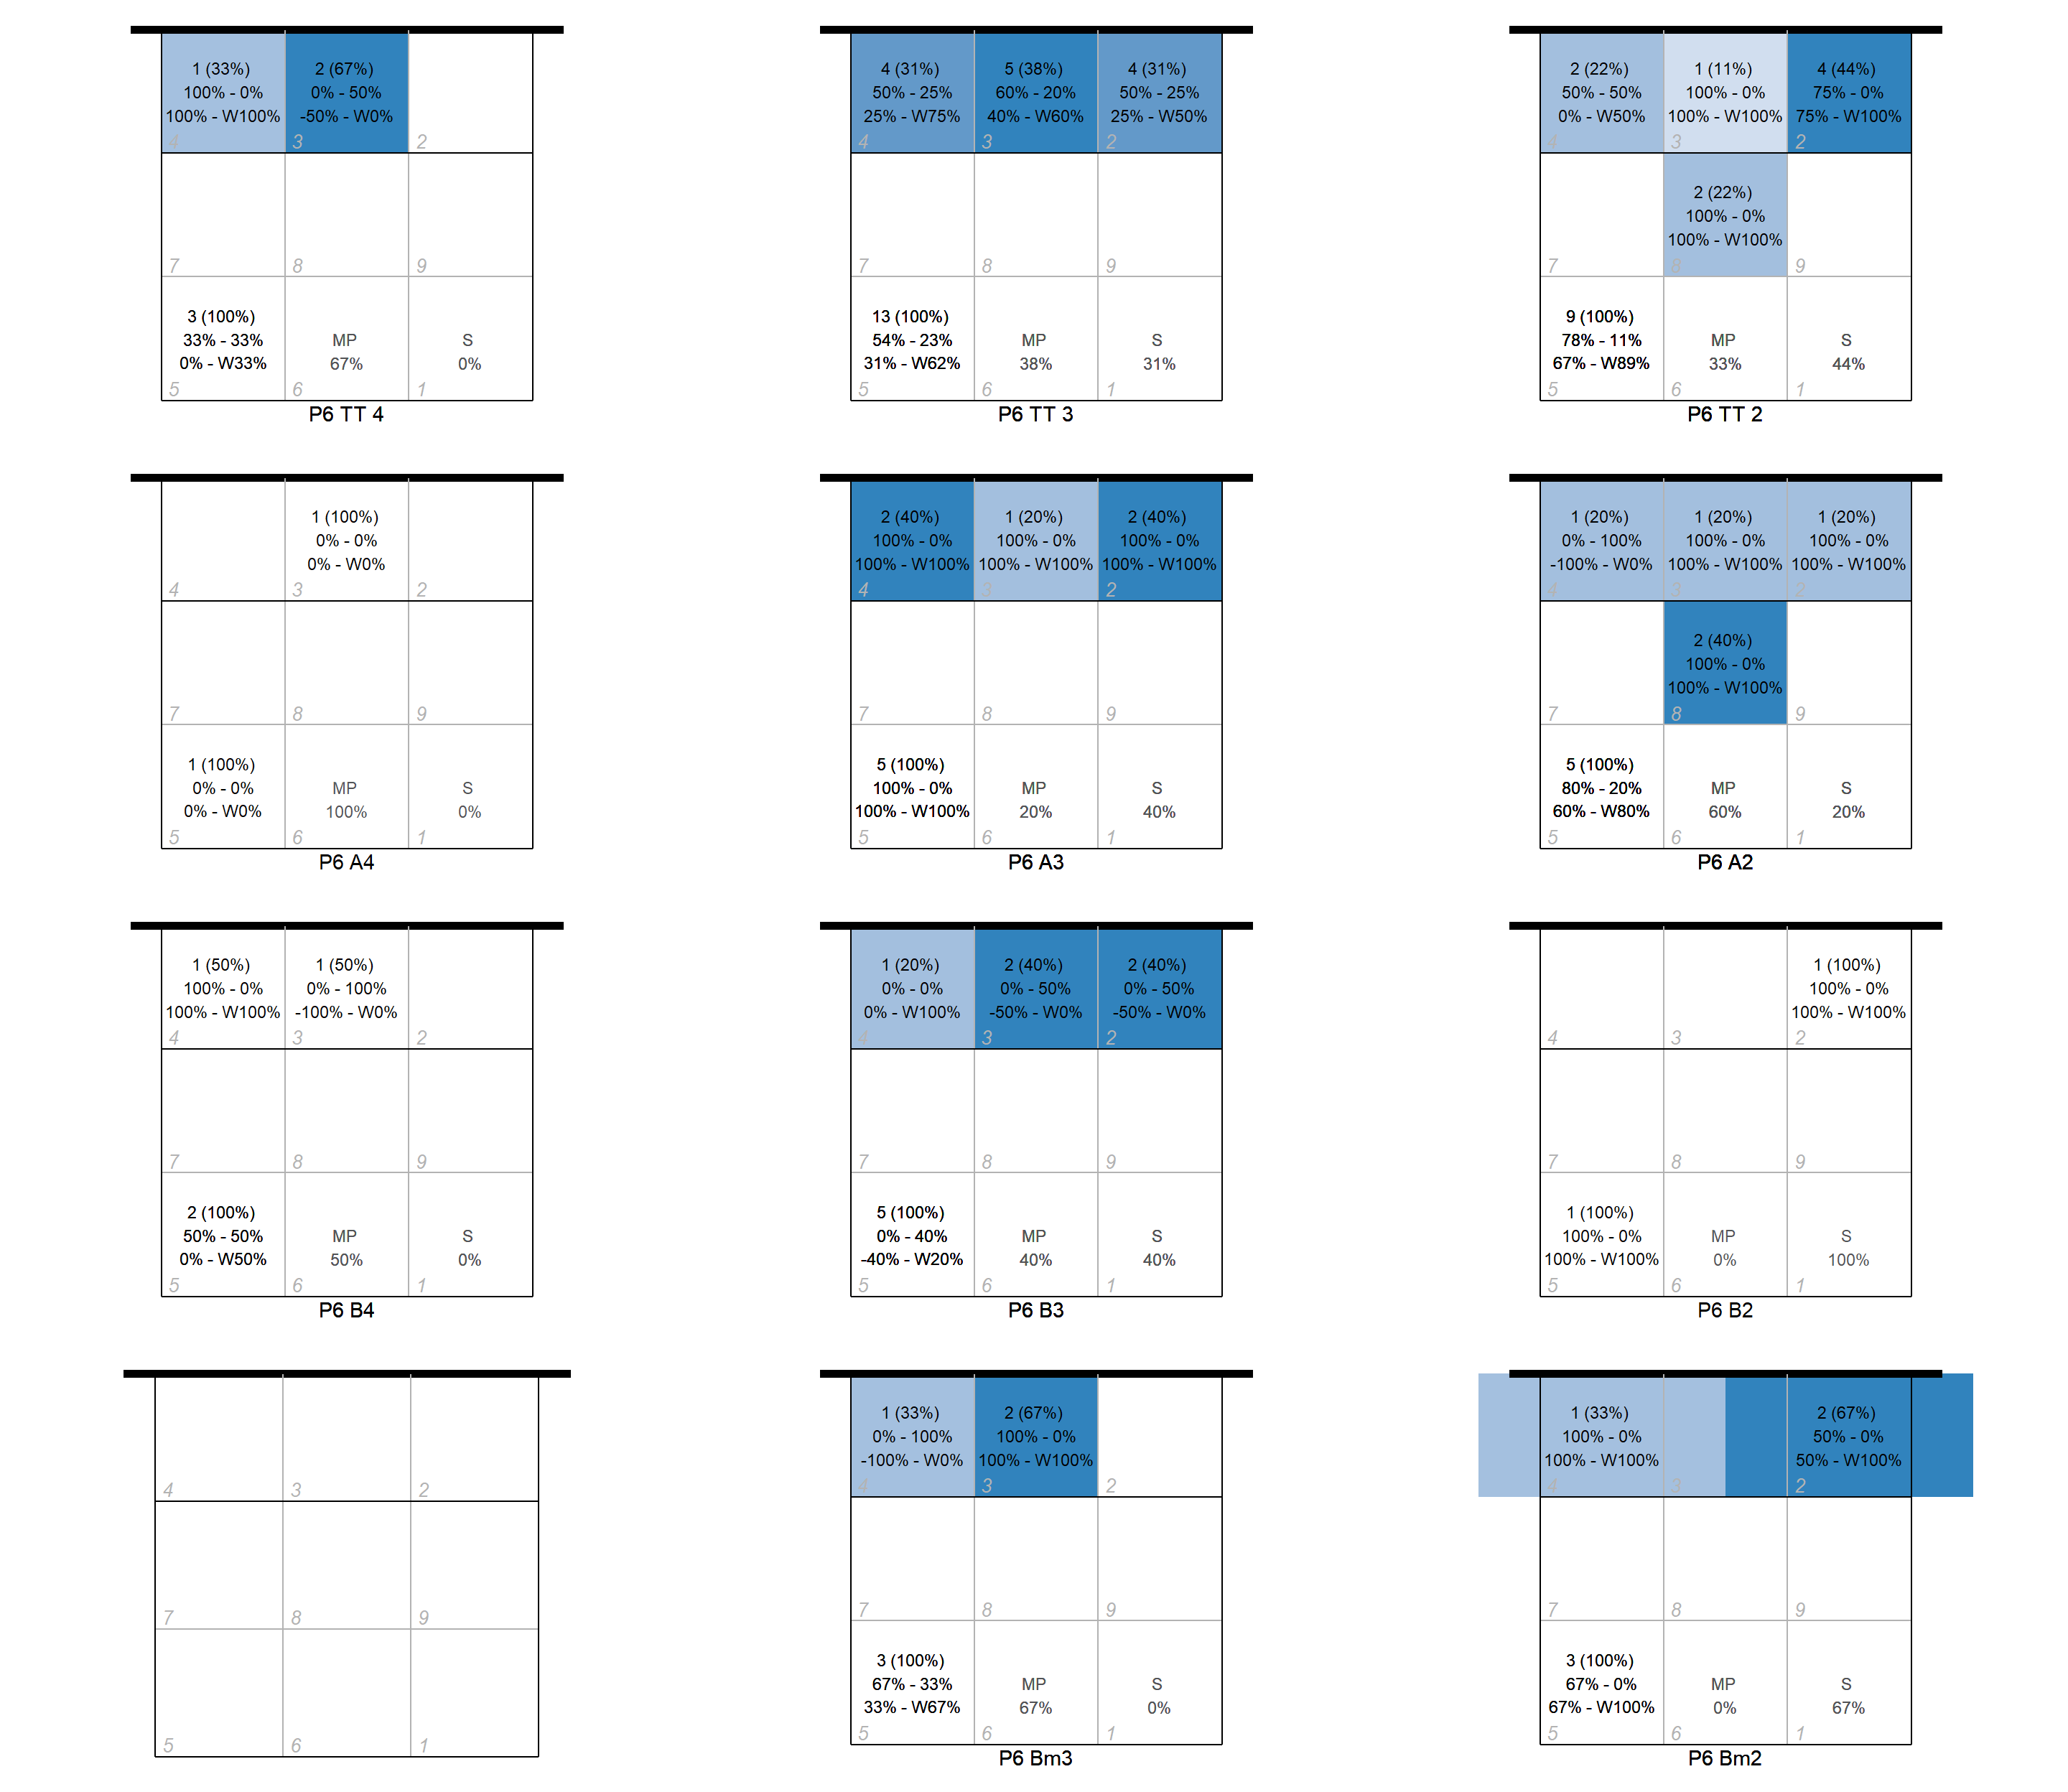 1 (33%)
100% - 0%
100% - W100%
4
2 (67%)
0% - 50%
-50% - W0%
3
2
7
8
9
3 (100%)
33% - 33%
0% - W33%
5
MP
67%
6
S
0%
1
P6 TT 4
4 (31%)
50% - 25%
25% - W75%
4
5 (38%)
60% - 20%
40% - W60%
3
4 (31%)
50% - 25%
25% - W50%
2
7
8
9
13 (100%)
54% - 23%
31% - W62%
5
MP
38%
6
S
31%
1
P6 TT 3
2 (22%)
50% - 50%
0% - W50%
4
1 (11%)
100% - 0%
100% - W100%
3
4 (44%)
75% - 0%
75% - W100%
2
7
2 (22%)
100% - 0%
100% - W100%
8
9
9 (100%)
78% - 11%
67% - W89%
5
MP
33%
6
S
44%
1
P6 TT 2
4
1 (100%)
0% - 0%
0% - W0%
3
2
7
8
9
1 (100%)
0% - 0%
0% - W0%
5
MP
100%
6
S
0%
1
P6 A4
2 (40%)
100% - 0%
100% - W100%
4
1 (20%)
100% - 0%
100% - W100%
3
2 (40%)
100% - 0%
100% - W100%
2
7
8
9
5 (100%)
100% - 0%
100% - W100%
5
MP
20%
6
S
40%
1
P6 A3
1 (20%)
0% - 100%
-100% - W0%
4
1 (20%)
100% - 0%
100% - W100%
3
1 (20%)
100% - 0%
100% - W100%
2
7
2 (40%)
100% - 0%
100% - W100%
8
9
5 (100%)
80% - 20%
60% - W80%
5
MP
60%
6
S
20%
1
P6 A2
1 (50%)
100% - 0%
100% - W100%
4
1 (50%)
0% - 100%
-100% - W0%
3
2
7
8
9
2 (100%)
50% - 50%
0% - W50%
5
MP
50%
6
S
0%
1
P6 B4
1 (20%)
0% - 0%
0% - W100%
4
2 (40%)
0% - 50%
-50% - W0%
3
2 (40%)
0% - 50%
-50% - W0%
2
7
8
9
5 (100%)
0% - 40%
-40% - W20%
5
MP
40%
6
S
40%
1
P6 B3
4
3
1 (100%)
100% - 0%
100% - W100%
2
7
8
9
1 (100%)
100% - 0%
100% - W100%
5
MP
0%
6
S
100%
1
P6 B2
4
3
2
7
8
9
5
6
1
1 (33%)
0% - 100%
-100% - W0%
4
2 (67%)
100% - 0%
100% - W100%
3
2
7
8
9
3 (100%)
67% - 33%
33% - W67%
5
MP
67%
6
S
0%
1
P6 Bm3
1 (33%)
100% - 0%
100% - W100%
4
3
2 (67%)
50% - 0%
50% - W100%
2
7
8
9
3 (100%)
67% - 0%
67% - W100%
5
MP
0%
6
S
67%
1
P6 Bm2